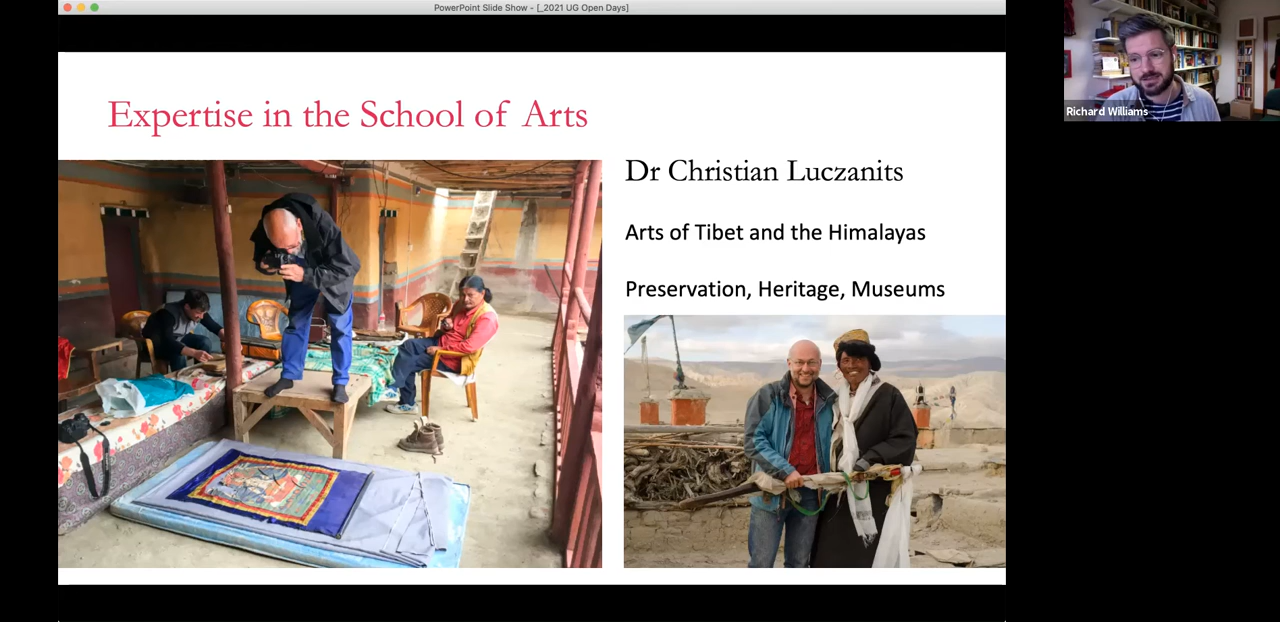 PowerPoint Slide Show - [_2021 UG Open Days]
Expertise in the School of Arts
Dr Christian Luczanits
Arts of Tibet and the Himalayas
Preservation, Heritage, Museums
Richard Williams